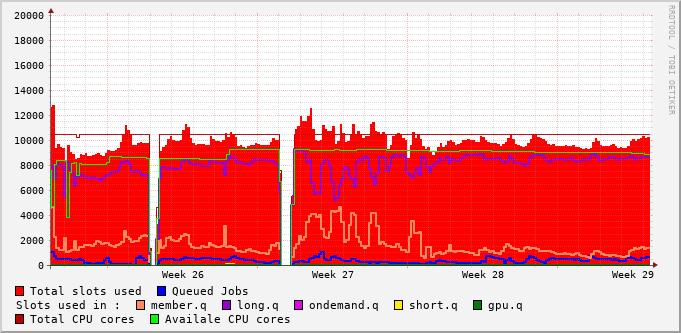 20000
18000
16000
14000
12000
10000
8000
6000
4000
2000
0
Week 26 Week 27 Week 28 Week 29
Total slots used Queued Jobs
Slots used in : member.q long.q ondemand.q short.q gpu.q
Total CPU cores Availale CPU cores
RRDTOOL / TOBI OETIKER